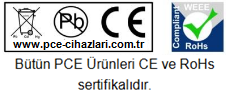 Pb
CE
www.pce-cihazlari.com.tr
Compliant
WEEE
RoHs
Bütün PCE Ürünleri CE ve RoHs
sertifikalıdır.